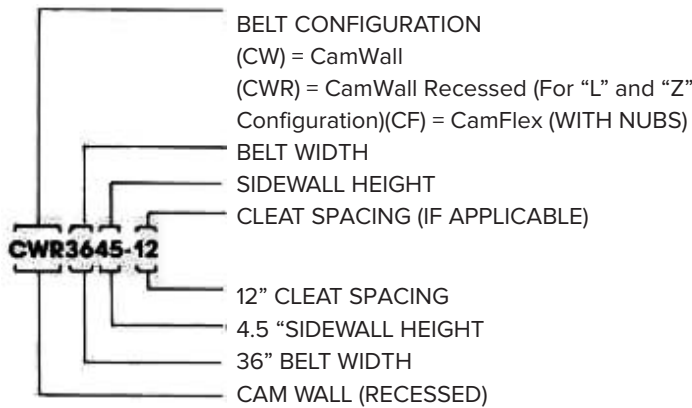 BELT CONFIGURATION
(CW) = CamWall
(CWR) = CamWall Recessed (For “L” and “Z”
Configuration)(CF) = CamFlex (WITH NUBS)
BELT WIDTH
SIDEWALL HEIGHT
CLEAT SPACING (IF APPLICABLE)
CWR3645-12
12” CLEAT SPACING
4.5 “SIDEWALL HEIGHT
36” BELT WIDTH
CAM WALL (RECESSED)